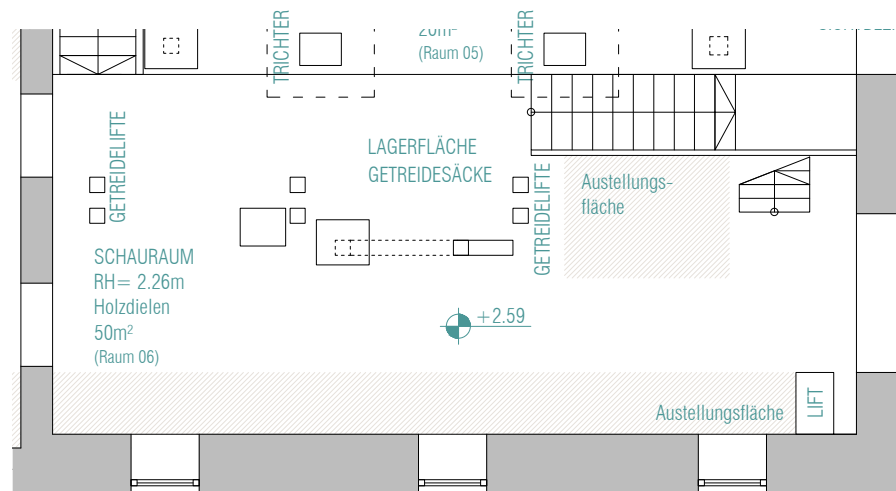 TRICHTER
20m²
(Raum 05)
TRICHTER
GETREIDELIFTE
LAGERFLÄCHE
GETREIDESÄCKE
GETREIDELIFTE
Austellungs-
fläche
SCHAURAUM
RH= 2.26m
Holzdielen
50m²
(Raum 06)
+2.59
Austellungsfläche
LIFT